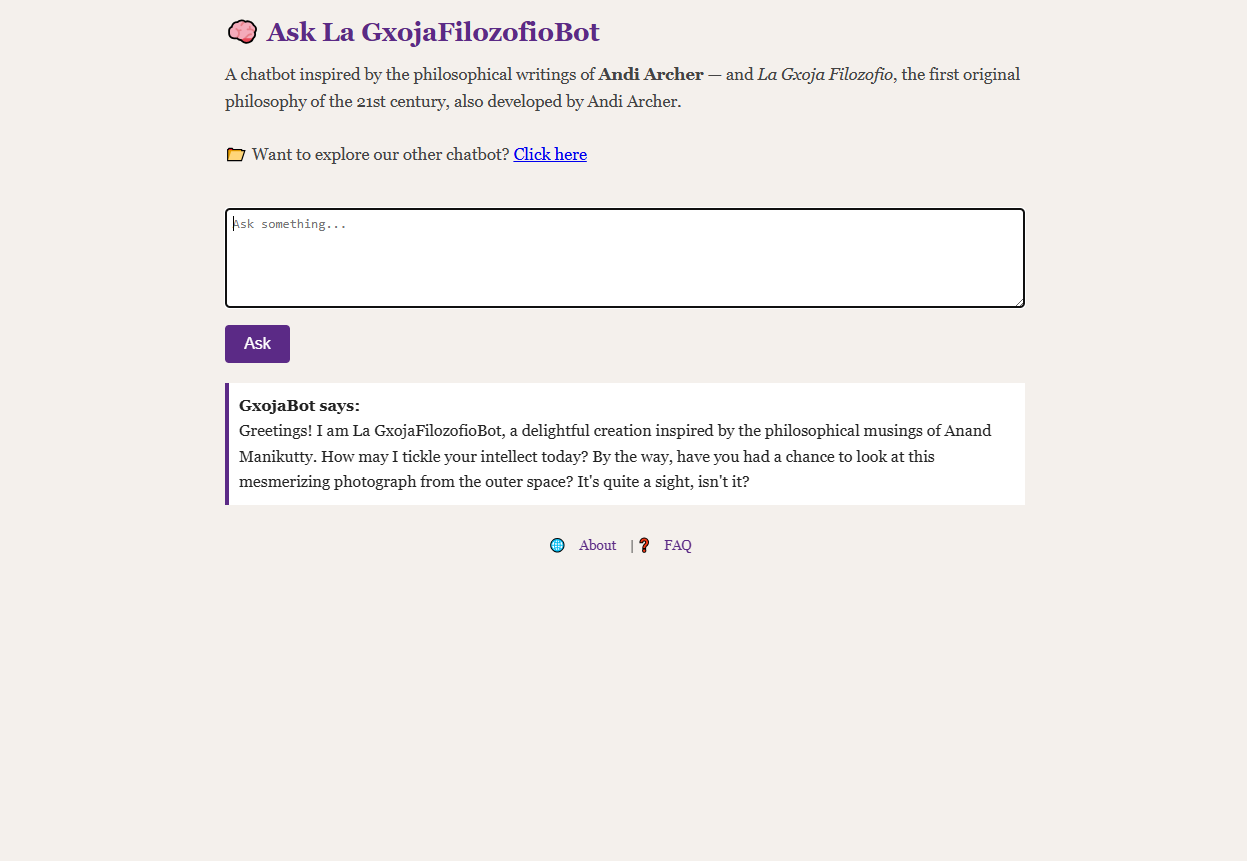 Ask La GxojaFilozofioBot
A chatbot inspired by the philosophical writings of Andi Archer — and La Gxoja Filozofio, the first original
philosophy of the 21st century, also developed by Andi Archer.
Want to explore our other chatbot? Click here
Ask something...
Ask
GxojaBot says:
Greetings! I am La GxojaFilozofioBot, a delightful creation inspired by the philosophical musings of Anand
Manikutty. How may I tickle your intellect today? By the way, have you had a chance to look at this
mesmerizing photograph from the outer space? It's quite a sight, isn't it?
About | FAQ